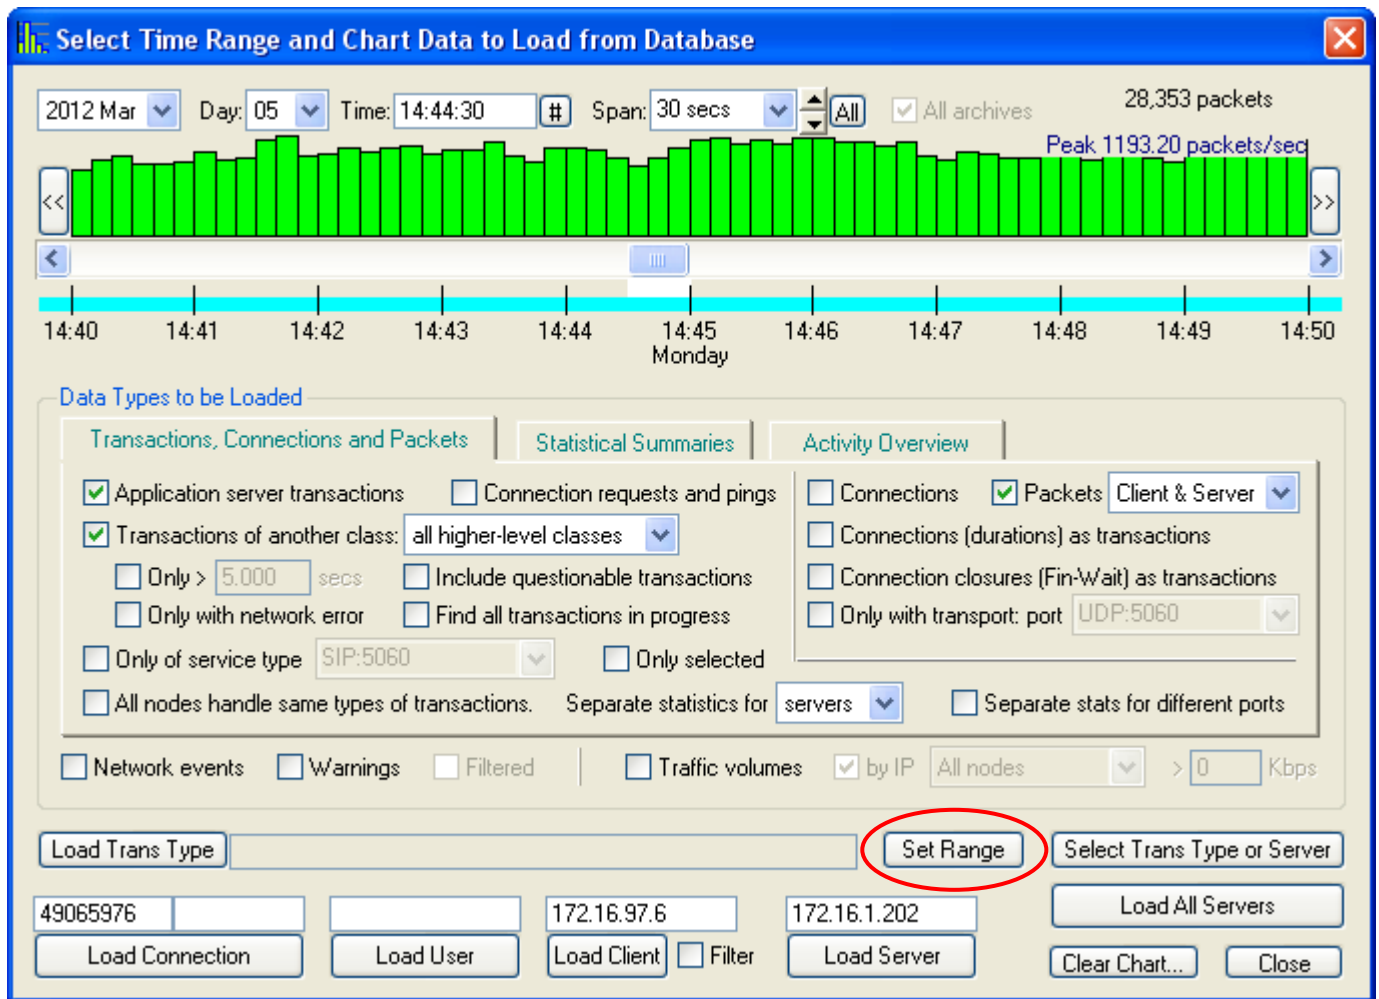 Select Time Range and Chart Data to Load from Database
2012 Mar Day: 05 Time: 14:44:30 # Span: 30 secs All All archives 28,353 packets
Peak 1193.20 packets/sec
<< >>
14:40 14:41 14:42 14:43 14:44 14:45 14:46 14:47 14:48 14:49 14:50
Monday
Data Types to be Loaded
Transactions, Connections and Packets Statistical Summaries Activity Overview
Application server transactions Connection requests and pings Connections Packets Client & Server
Transactions of another class: all higher-level classes Connections (durations) as transactions
Only > 5.000 secs Include questionable transactions Connection closures (Fin-Wait) as transactions
Only with network error Find all transactions in progress Only with transport: port UDP:5060
Only of service type SIP:5060 Only selected
All nodes handle same types of transactions. Separate statistics for servers Separate stats for different ports
Network events Warnings Filtered Traffic volumes by IP All nodes > 0 Kbps
Load Trans Type Set Range Select Trans Type or Server
49065976 172.16.97.6 172.16.1.202 Load All Servers
Load Connection Load User Load Client Filter Load Server Clear Chart... Close